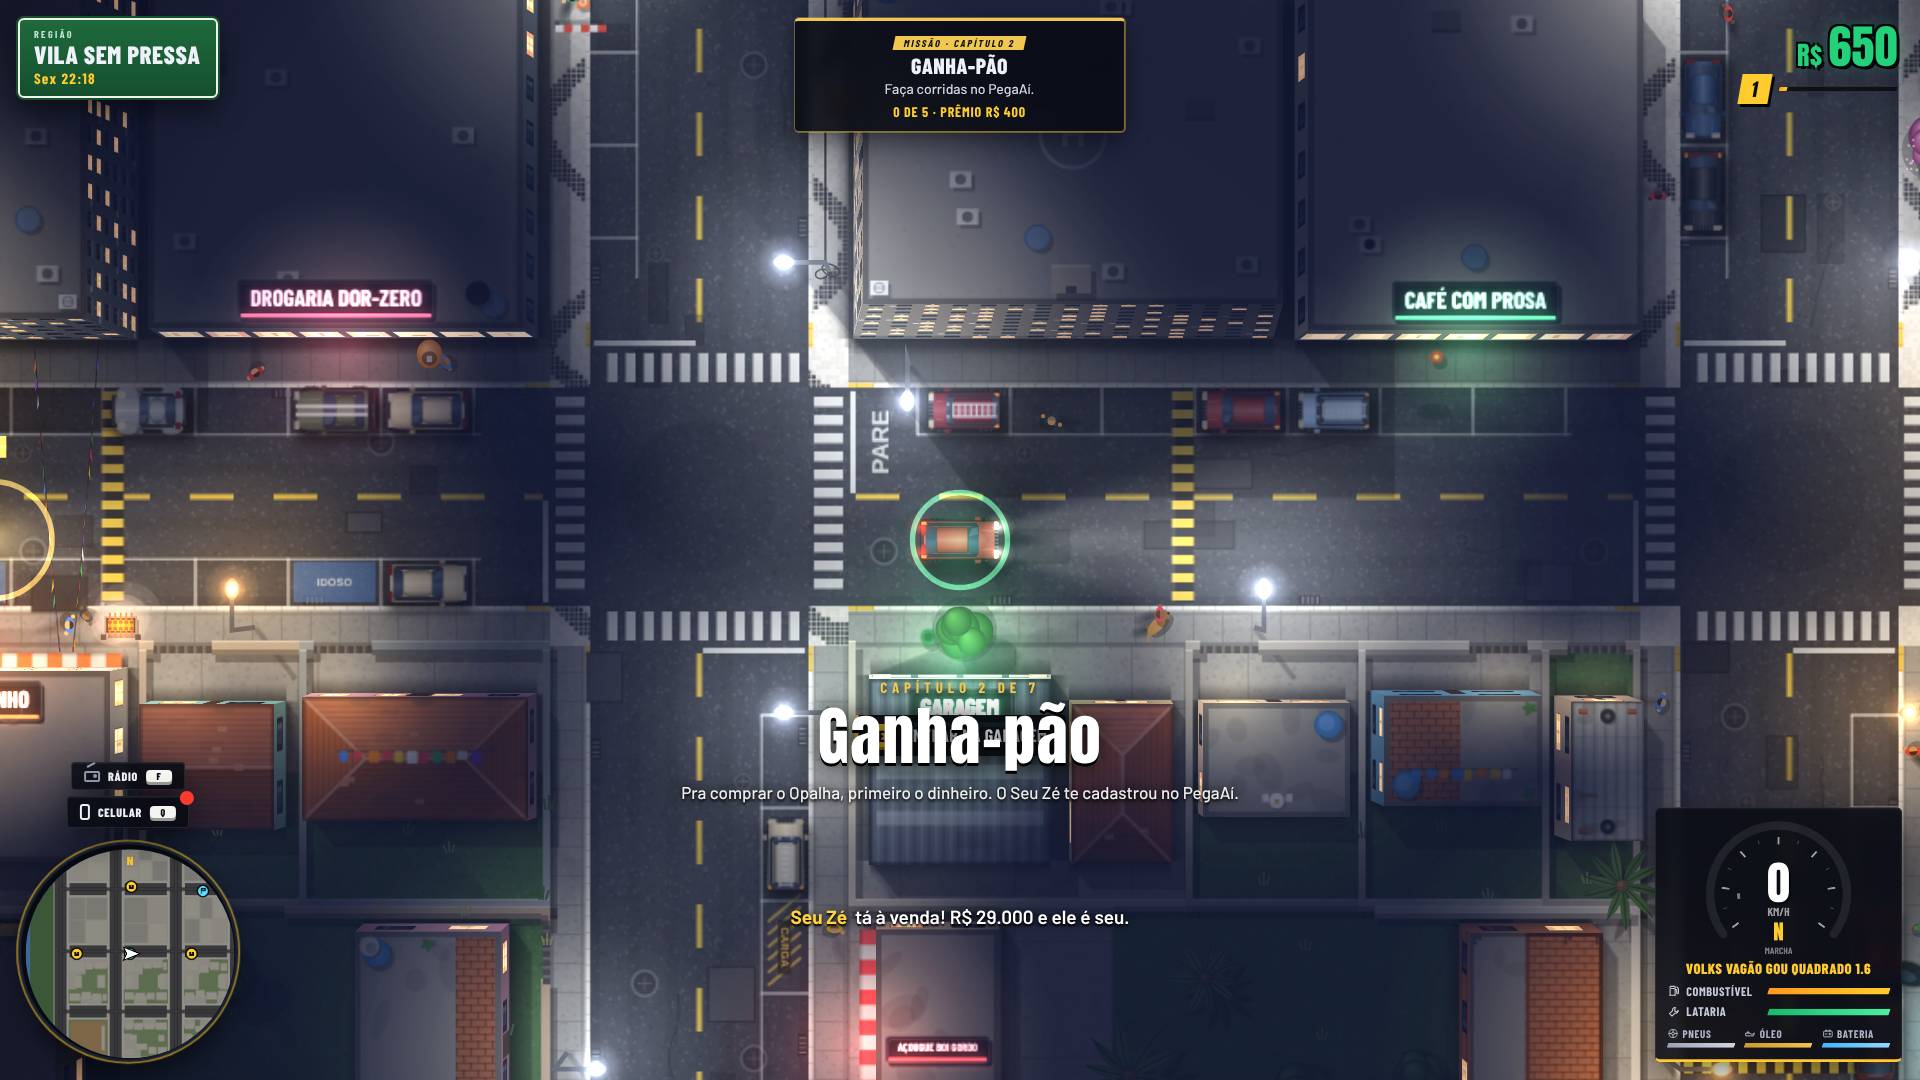 REGIÃO
VILA SEM PRESSA
Sex 22:18
MISSÃO · CAPÍTULO 2
GANHA-PÃO
Faça corridas no PegaAí.
0 DE 5 · PRÊMIO R$ 400
R$ 650
1
DROGARIA DOR-ZERO
CAFÉ COM PROSA
PARE
IDOSO
NHO
CAPÍTULO 2 DE 7
GARAGEM
Ganha-pão
Pra comprar o Opalha, primeiro o dinheiro. O Seu Zé te cadastrou no PegaAí.
RÁDIO F
CELULAR Q
N
Seu Zé tá à venda! R$ 29.000 e ele é seu.
CARGA
AÇOUGUE BOI GORDO
0
KM/H
N
MARCHA
VOLKS VAGÃO GOU QUADRADO 1.6
COMBUSTÍVEL
LATARIA
PNEUS ÓLEO BATERIA